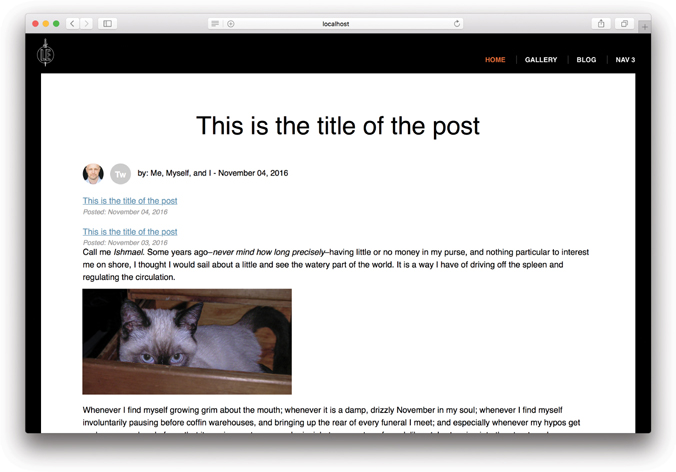 localhost
HOME
GALLERY
BLOG
NAV 3
This is the title of the post
Tw
by: Me, Myself, and I - November 04, 2016
This is the title of the post
Posted: November 04, 2016
This is the title of the post
Posted: November 03, 2016
Call me Ishmael. Some years ago--never mind how long precisely--having little or no money in my purse, and nothing particular to interest
me on shore, I thought I would sail about a little and see the watery part of the world. It is a way I have of driving off the spleen and
regulating the circulation.
Whenever I find myself growing grim about the mouth; whenever it is a damp, drizzly November in my soul; whenever I find myself
involuntarily pausing before coffin warehouses, and bringing up the rear of every funeral I meet; and especially whenever my hypos get